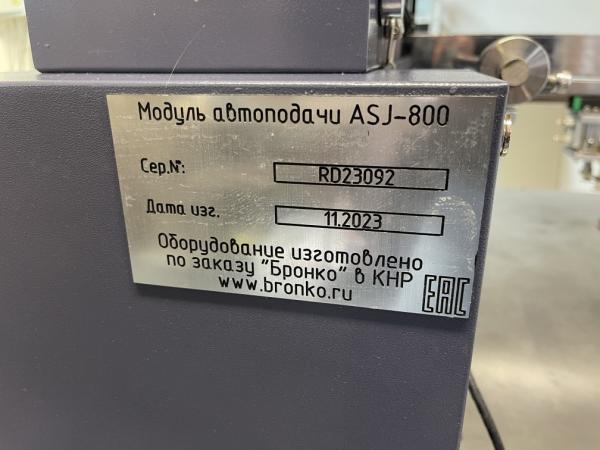 Модуль автоподачи ASJ-800
Сер.№:
RD23092
Дата изг.
11.2023
Оборудование изготовлено
по заказу "Бронко" в КНР
www.bronko.ru
EAC